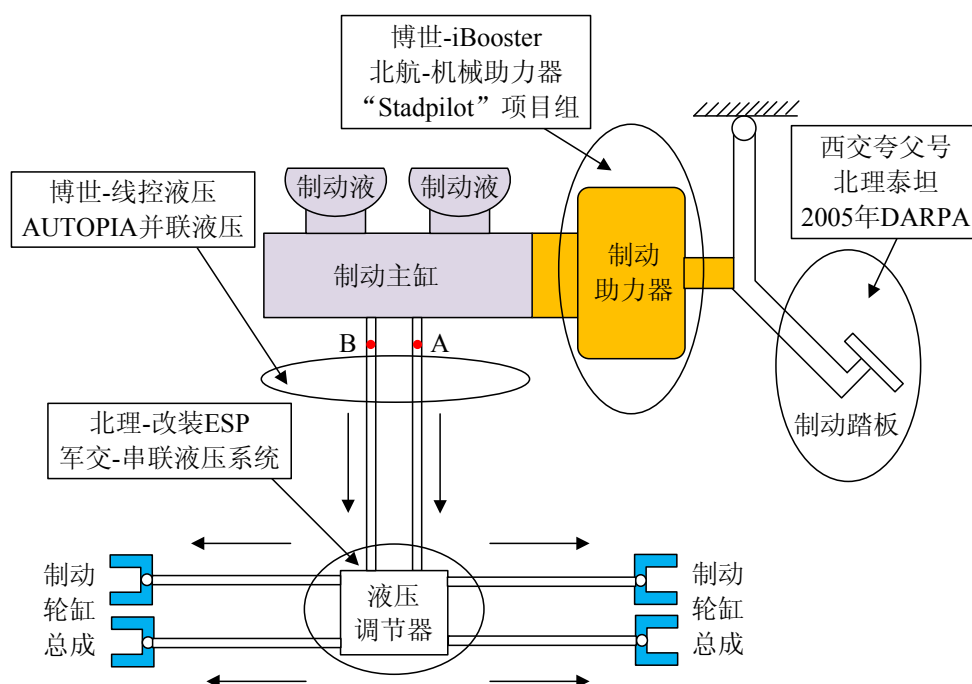 博世-iBooster
北航-机械助力器
“Stadpilot”项目组
西交夸父号
北理泰坦
2005年DARPA
博世-线控液压
AUTOPIA并联液压
制动液
制动液
制动主缸
制动
助力器
B
A
制动踏板
北理-改装ESP
军交-串联液压系统
制动
轮缸
总成
液压
调节器
制动
轮缸
总成